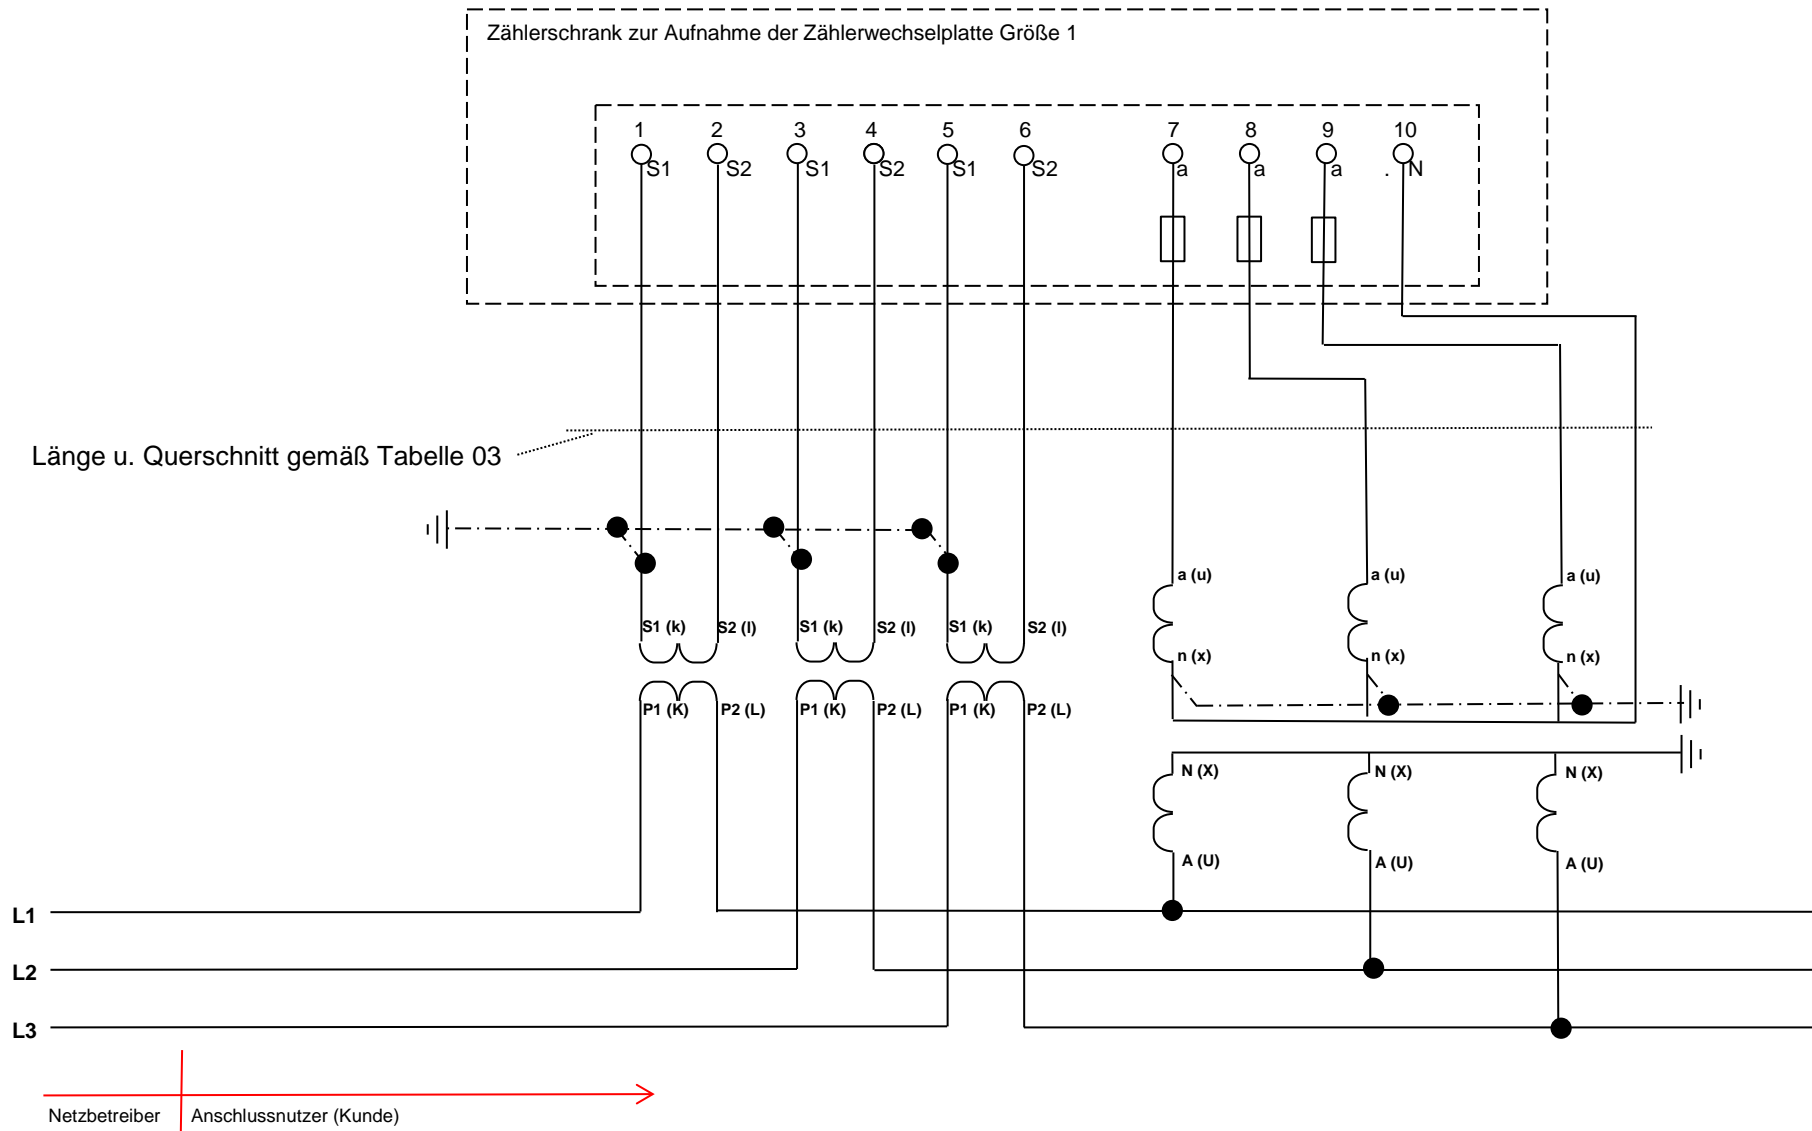 Zählerschrank zur Aufnahme der Zählerwechselplatte Größe 1
1 2 3 4 5 6 7 8 9 10
S1 S2 S1 S2 S1 S2 a a a . N
Länge u. Querschnitt gemäß Tabelle 03
a (u) a (u) a (u)
S1 (k) S2 (l) S1 (k) S2 (l) S1 (k) S2 (l)
n (x) n (x) n (x)
P1 (K) P2 (L) P1 (K) P2 (L) P1 (K) P2 (L)
N (X) N (X) N (X)
A (U) A (U) A (U)
L1
L2
L3
Netzbetreiber Anschlussnutzer (Kunde)